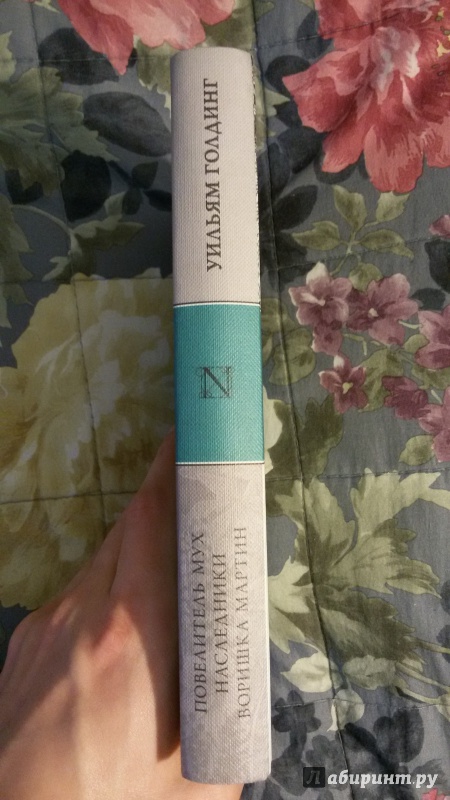 УИЛЬЯМ ГОЛДИНГ
N
ПОВЕЛИТЕЛЬ МУХ
НАСЛЕДНИКИ
ВОРИШКА МАРТИН
Лабиринт.ру